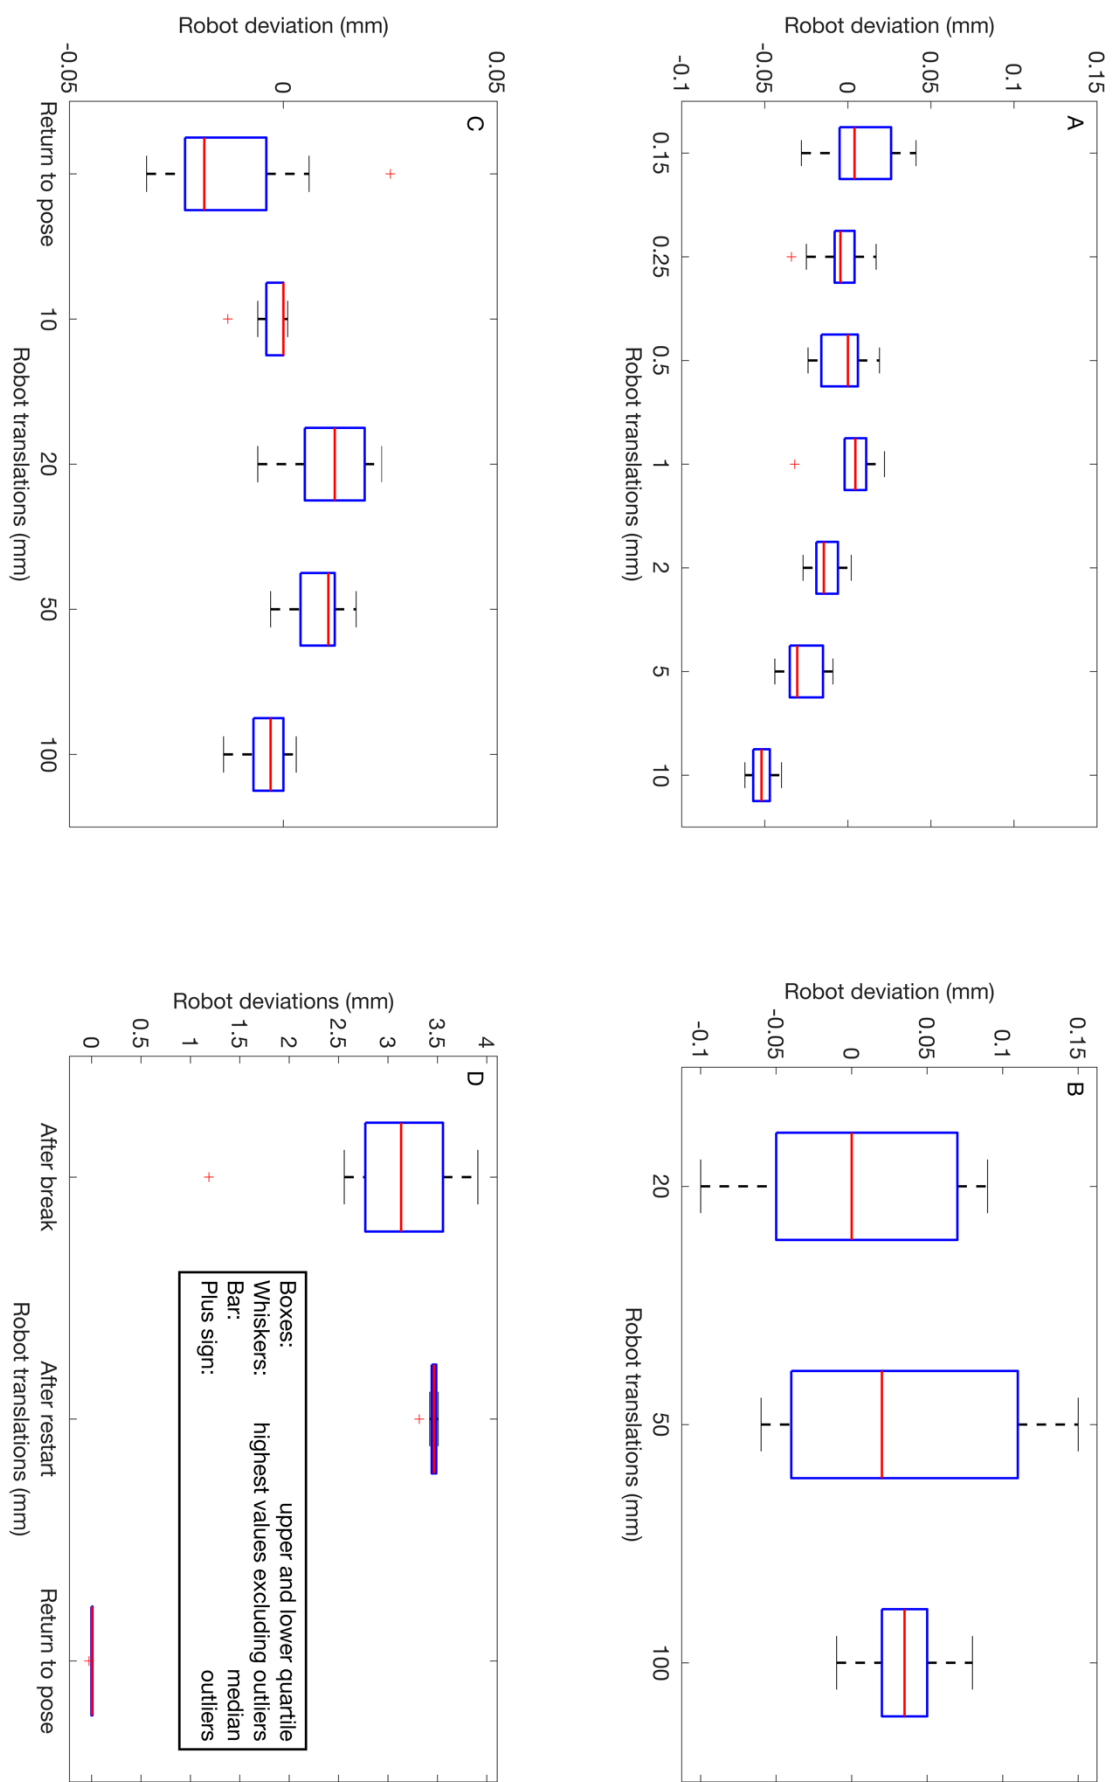 A
Robot deviation (mm)
0.15
0.1
0.05
0
-0.05
-0.1
0.15
0.25
0.5
1
2
5
10
Robot translations (mm)
B
Robot deviation (mm)
0.15
0.1
0.05
0
-0.05
-0.1
20
50
100
Robot translations (mm)
C
Robot deviation (mm)
0.05
0
-0.05
Return to pose
10
20
50
100
Robot translations (mm)
D
Robot deviations (mm)
4
3.5
3
2.5
2
1.5
1
0.5
0
Boxes: upper and lower quartile
Whiskers: highest values excluding outliers
Bar: median
Plus sign: outliers
After break
After restart
Return to pose
Robot translations (mm)